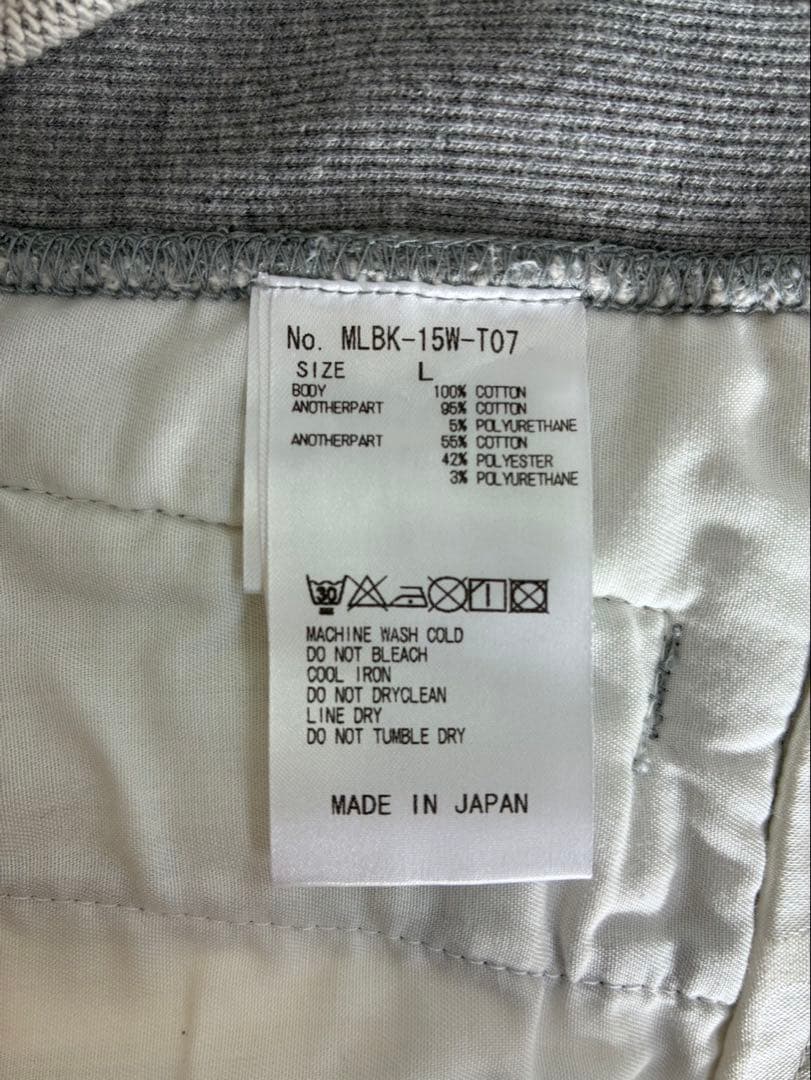 No. MLBK-15W-T07
SIZE L
BODY 100% COTTON
ANOTHERPART 95% COTTON
5% POLYURETHANE
ANOTHERPART 55% COTTON
42% POLYESTER
3% POLYURETHANE
30
MACHINE WASH COLD
DO NOT BLEACH
COOL IRON
DO NOT DRYCLEAN
LINE DRY
DO NOT TUMBLE DRY
MADE IN JAPAN